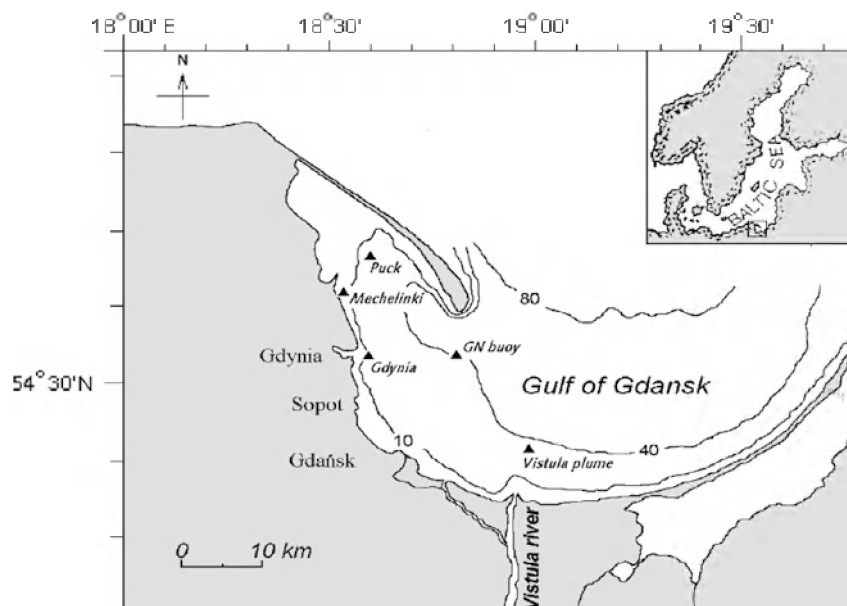 18°00' E 18°30' 19°00' 19°30'
N
BALTIC SEA
Puck
80
Mechelinki
Gdynia
GN buoy
Gdynia
54°30'N
Gulf of Gdansk
Sopot
10
40
Gdańsk
Vistula plume
0 10 km
Vistula river